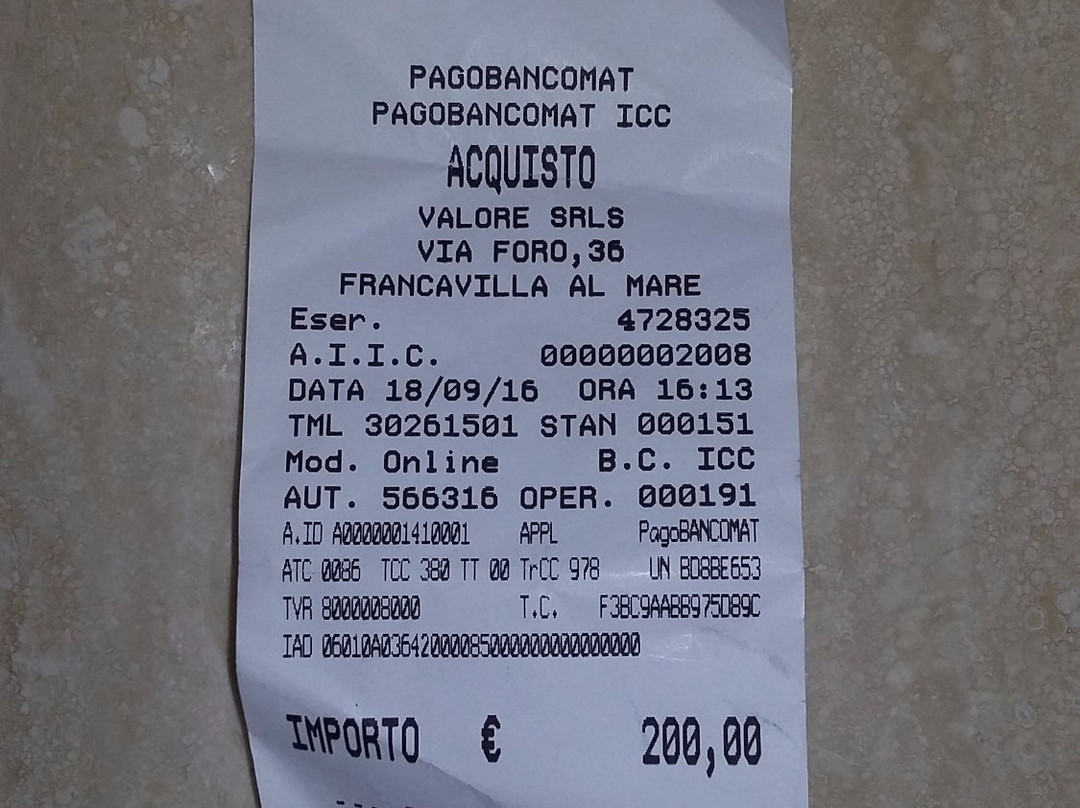 PAGOBANCOMAT
PAGOBANCOMAT ICC
ACQUISTO
VALORE SRLS
VIA FORO,36
FRANCAVILLA AL MARE
Eser. 4728325
A.I.I.C. 00000002008
DATA 18/09/16 ORA 16:13
TML 30261501 STAN 000151
Mod. Online B.C. ICC
AUT. 566316 OPER. 000191
A.ID A0000001410001 APPL PagoBANCOMAT
ATC 0086 TCC 380 TT 00 TrCC 978 UN BD8BE653
TVR 8000008000 T.C. F3BC9AABB975D89C
IAD 06010A03642000085000000000000000
IMPORTO € 200,00